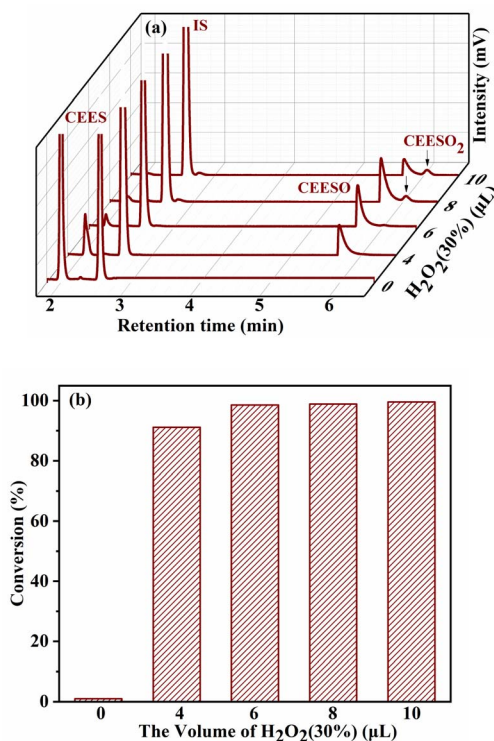 (a)
IS
CEES
CEESO₂
CEESO
Intensity (mV)
10
8
6
4
0
H₂O₂(30%) (μL)
2 3 4 5 6
Retention time (min)
(b)
100
80
60
40
20
0
Conversion (%)
0 4 6 8 10
The Volume of H₂O₂(30%) (μL)